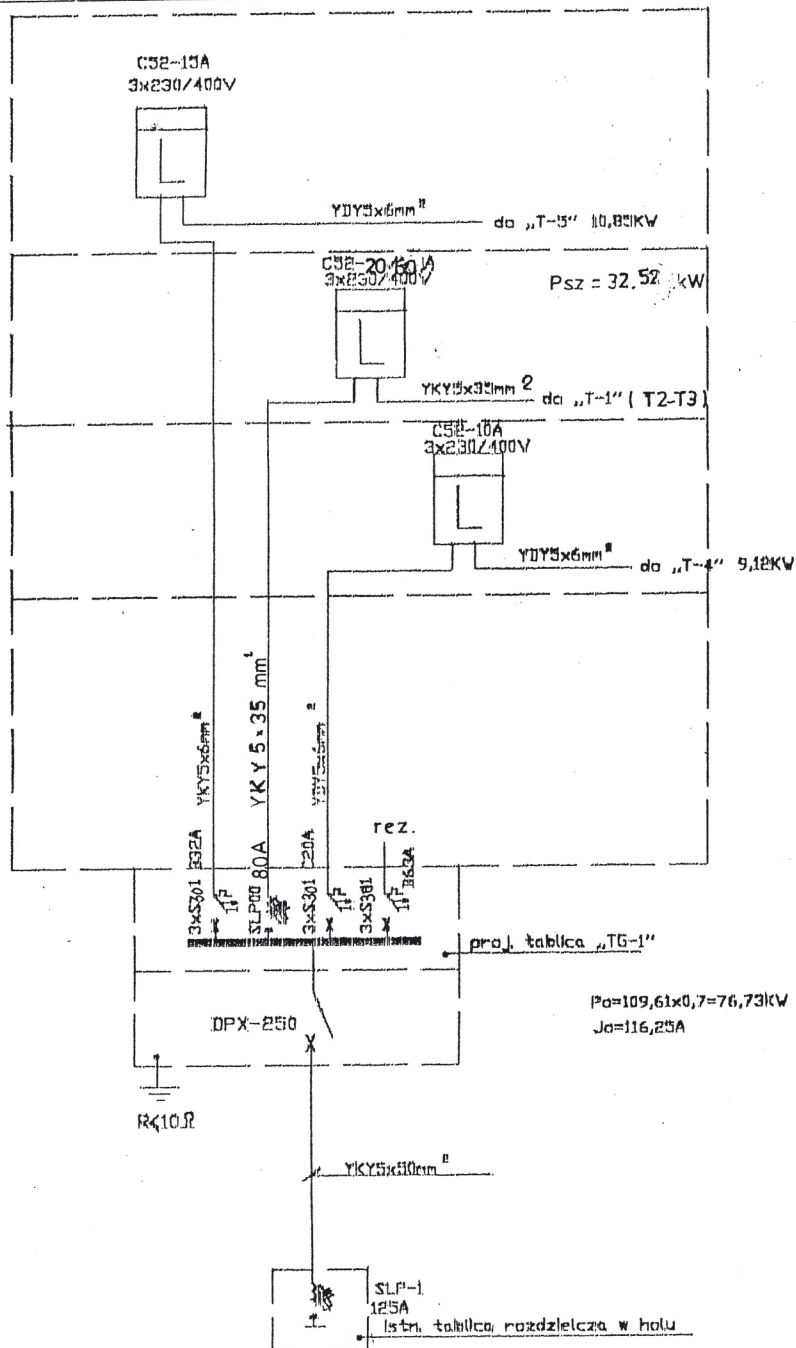 C52-15A
3x230/400V
YDY5x6mm²
do „T-5” 10,85KW
C52-20/60A
3x230/400V
Psz = 32,52 kW
YKY5x35mm²
do „T-1” ( T2-T3)
C52-10A
3x230/400V
YDY5x6mm²
do „T-4” 9,12KW
YKY5x6mm²
YKY 5x35 mm²
YDY5x6mm²
3xS301 B32A
SLP00 80A
3xS301 C20A
rez.
3xS301 B63A
proj. tablica „TG-1”
DPX-250
Po=109,61x0,7=76,73KW
Jo=116,25A
R<10Ω
YKY5x50mm²
SLP-1
125A
istn. tablica rozdzielcza w holu